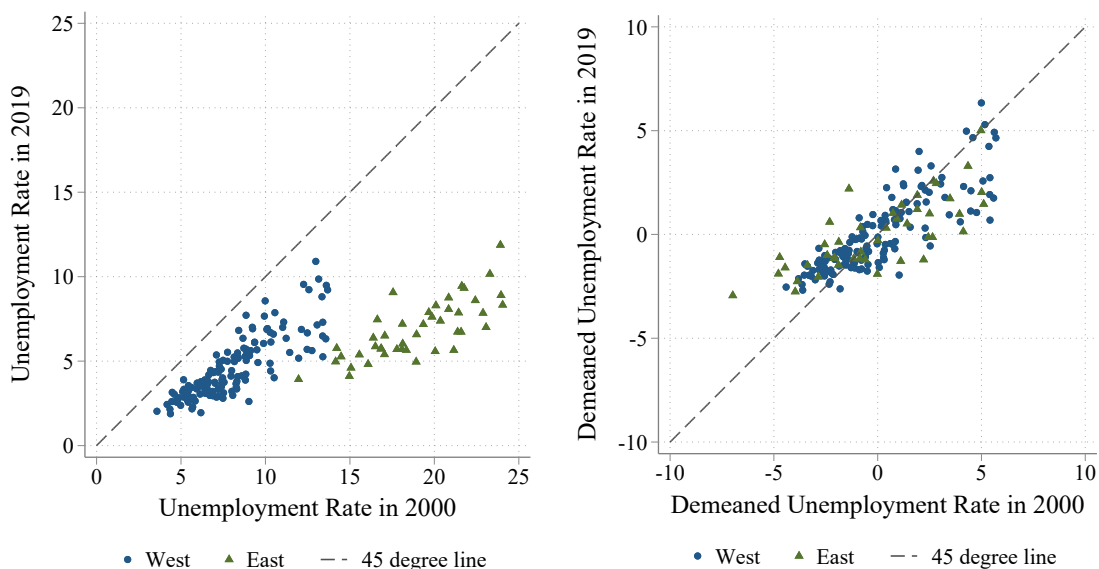 Unemployment Rate in 2019
25
20
15
10
5
0
0 5 10 15 20 25
Unemployment Rate in 2000
West East 45 degree line
Demeaned Unemployment Rate in 2019
10
5
0
-5
-10
-10 -5 0 5 10
Demeaned Unemployment Rate in 2000
West East 45 degree line